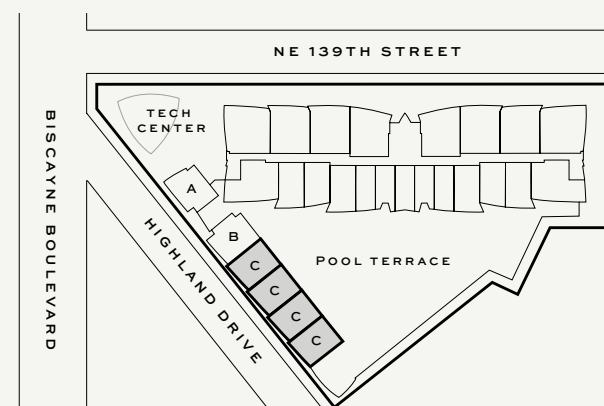 NE 139TH STREET
TECH
CENTER
BISCAYNE BOULEVARD
A
HIGHLAND DRIVE
B
POOL TERRACE
C
C
C
C